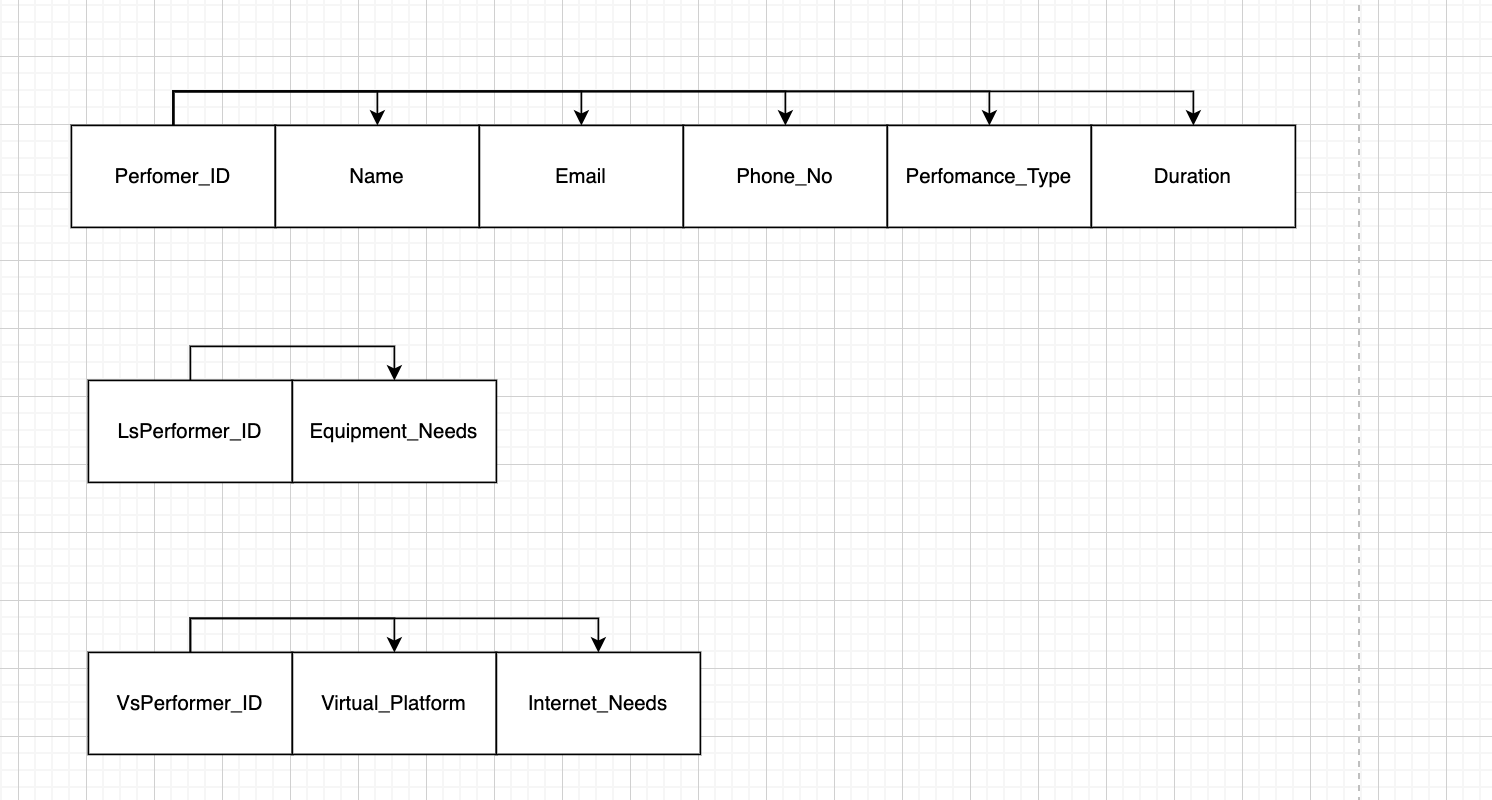 Perfomer_ID Name Email Phone_No Perfomance_Type Duration
LsPerformer_ID Equipment_Needs
VsPerformer_ID Virtual_Platform Internet_Needs